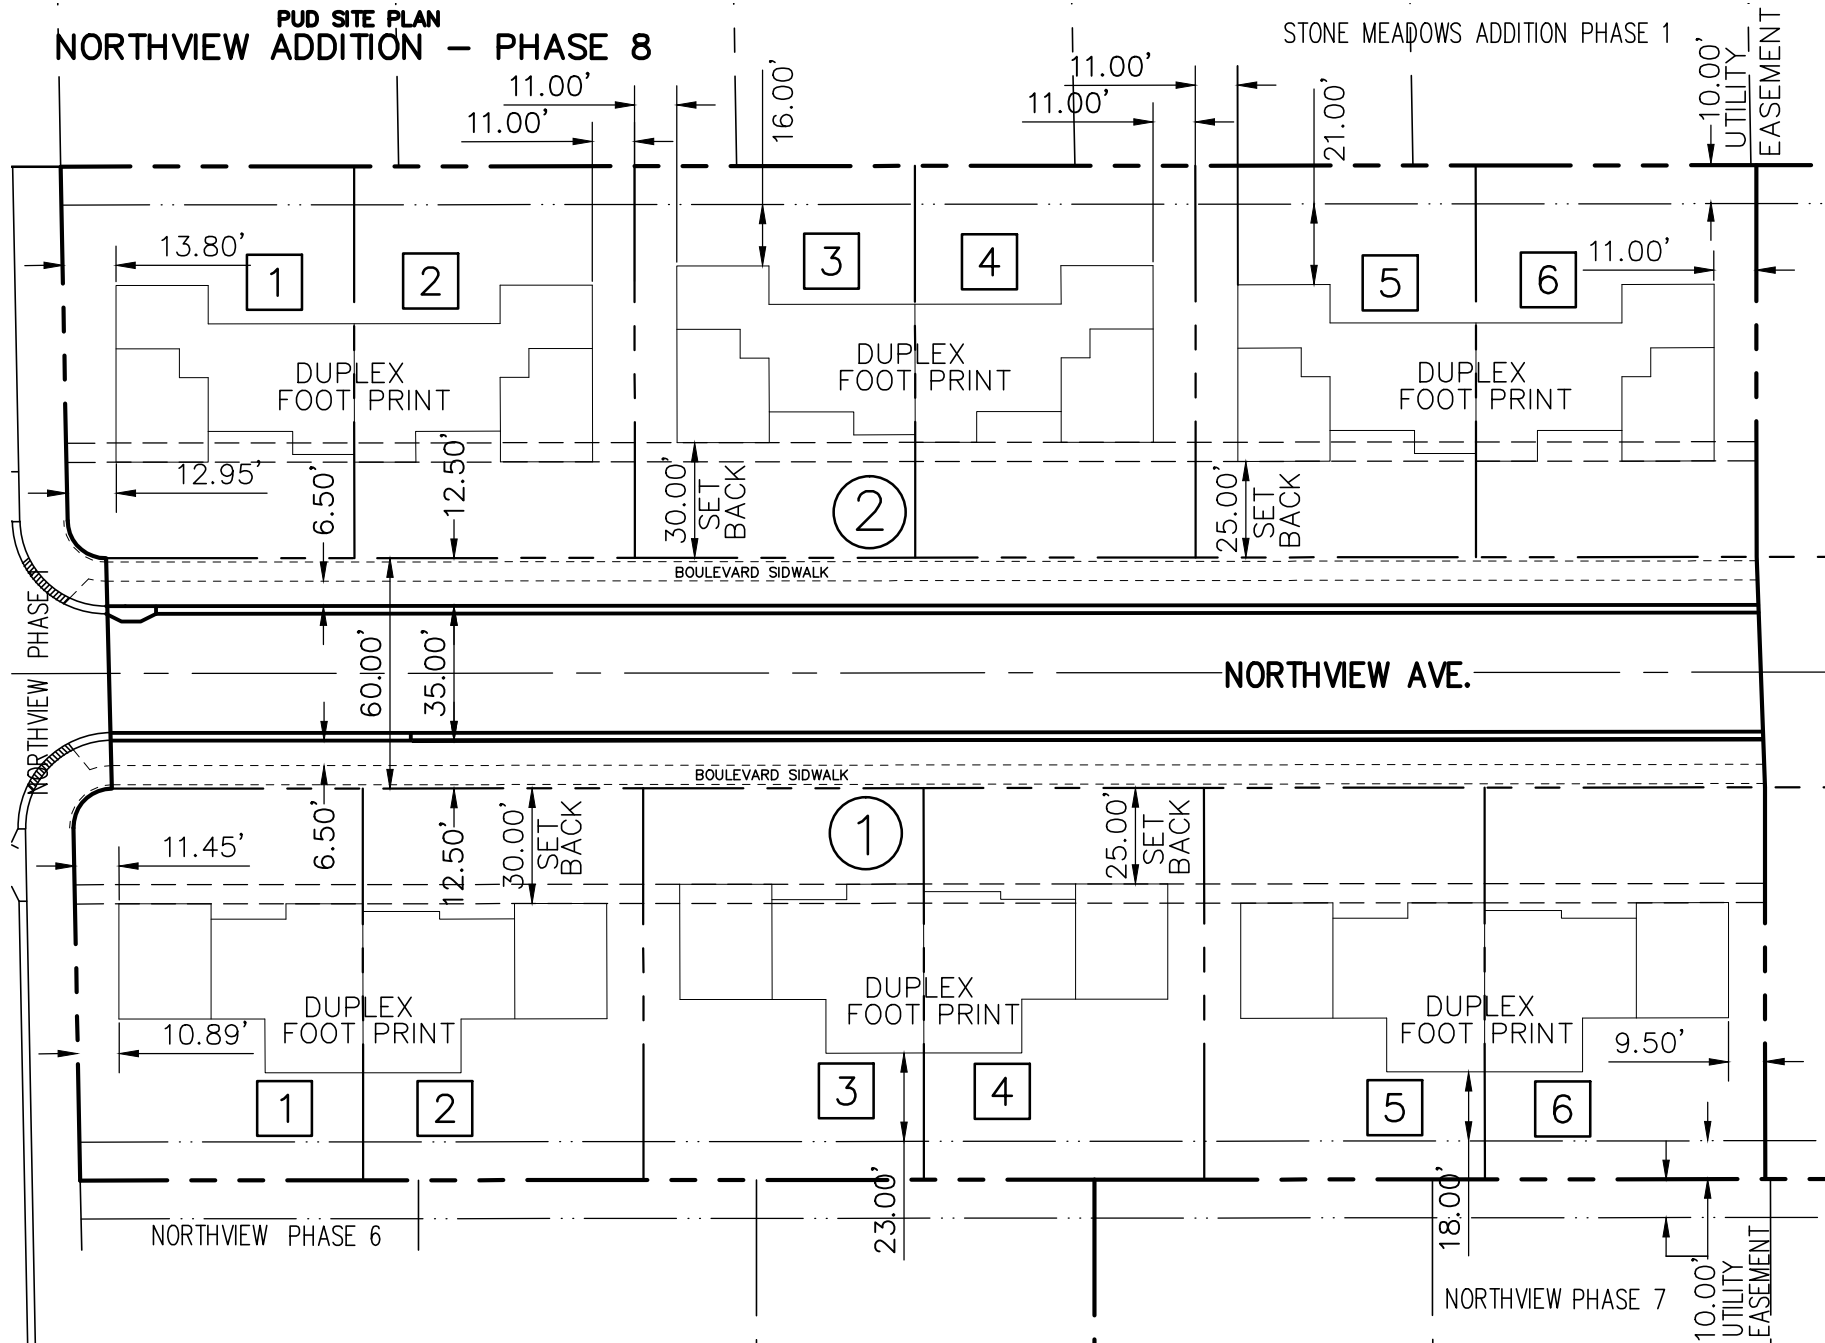 PUD SITE PLAN
NORTHVIEW ADDITION - PHASE 8
STONE MEADOWS ADDITION PHASE 1
10.00'
UTILITY
EASEMENT
11.00'
11.00'
16.00'
11.00'
11.00'
21.00'
13.80'
1
2
3
4
5
6
11.00'
DUPLEX
FOOT PRINT
DUPLEX
FOOT PRINT
DUPLEX
FOOT PRINT
12.95'
6.50'
12.50'
30.00'
SET
BACK
2
25.00'
SET
BACK
BOULEVARD SIDWALK
NORTHVIEW PHASE 1
60.00'
35.00'
NORTHVIEW AVE.
BOULEVARD SIDWALK
11.45'
6.50'
12.50'
30.00'
SET
BACK
1
25.00'
SET
BACK
DUPLEX
FOOT PRINT
DUPLEX
FOOT PRINT
DUPLEX
FOOT PRINT
10.89'
9.50'
1
2
3
4
5
6
23.00'
18.00'
NORTHVIEW PHASE 6
NORTHVIEW PHASE 7
10.00'
UTILITY
EASEMENT